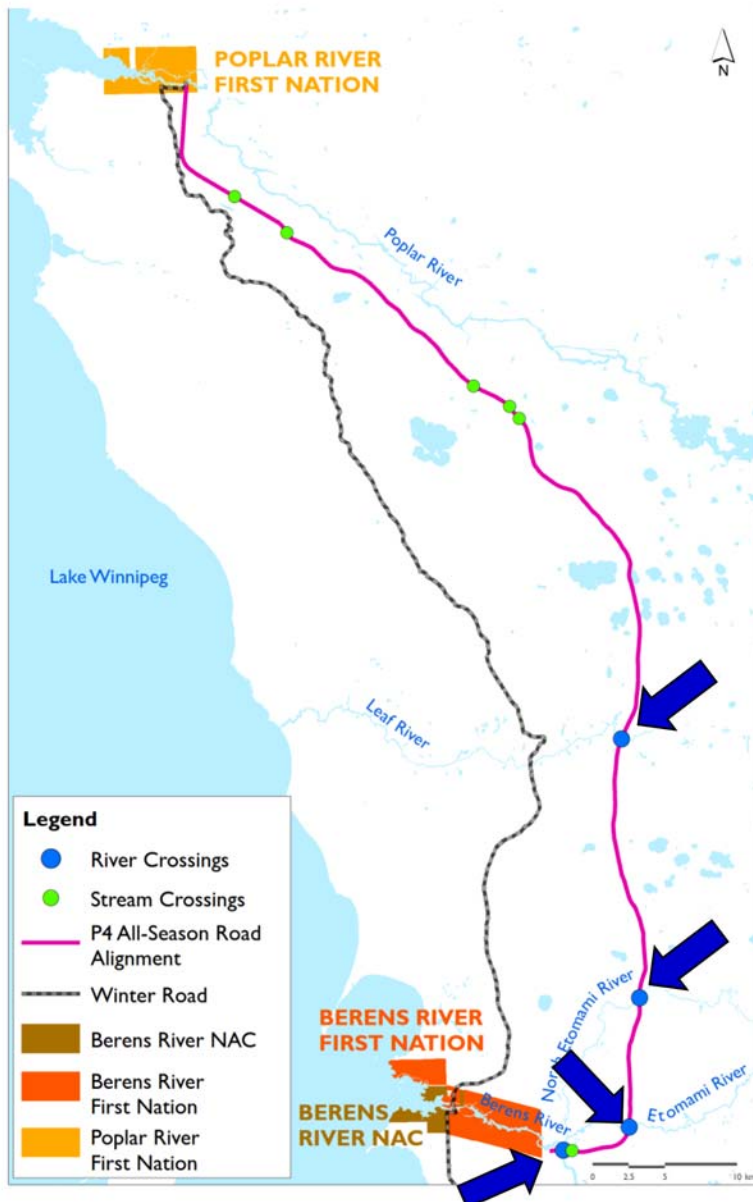 POPLAR RIVER
FIRST NATION
N
Poplar River
Lake Winnipeg
Leaf River
Legend
River Crossings
Stream Crossings
P4 All-Season Road
Alignment
Winter Road
Berens River NAC
Berens River
First Nation
Poplar River
First Nation
BERENS RIVER
FIRST NATION
North Etomami River
BERENS
RIVER NAC
Berens River
Etomami River
0 2.5 5 10